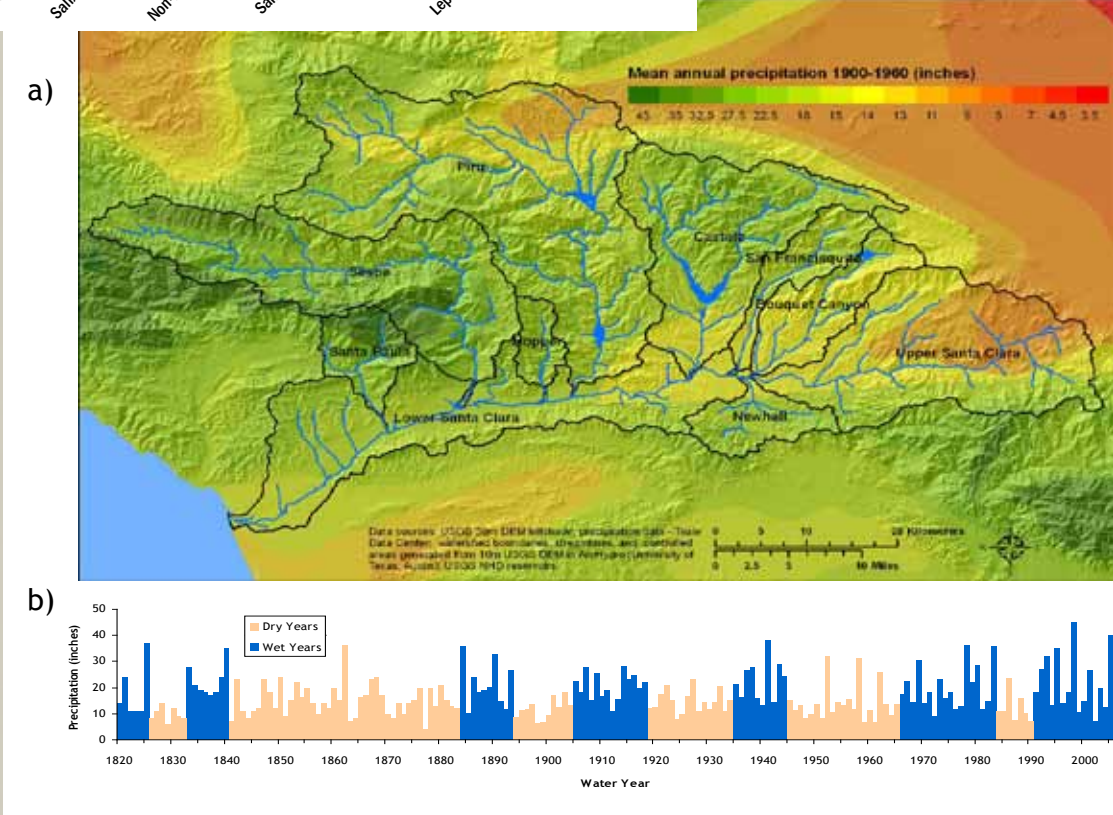 a)
Mean annual precipitation 1900-1960 (inches)
45 35 32.5 27.5 22.5 18 15 14 13 11 9 8 7 4.5 3.5
Piru
Castaic
San Francisquito
Sespe
Bouquet Canyon
Santa Paula
Hopper
Upper Santa Clara
Lower Santa Clara
Newhall
0 5 10 20 Kilometers
0 2.5 5 10 Miles
b)
Precipitation (inches)
50
40
30
20
10
0
Dry Years
Wet Years
1820 1830 1840 1850 1860 1870 1880 1890 1900 1910 1920 1930 1940 1950 1960 1970 1980 1990 2000
Water Year